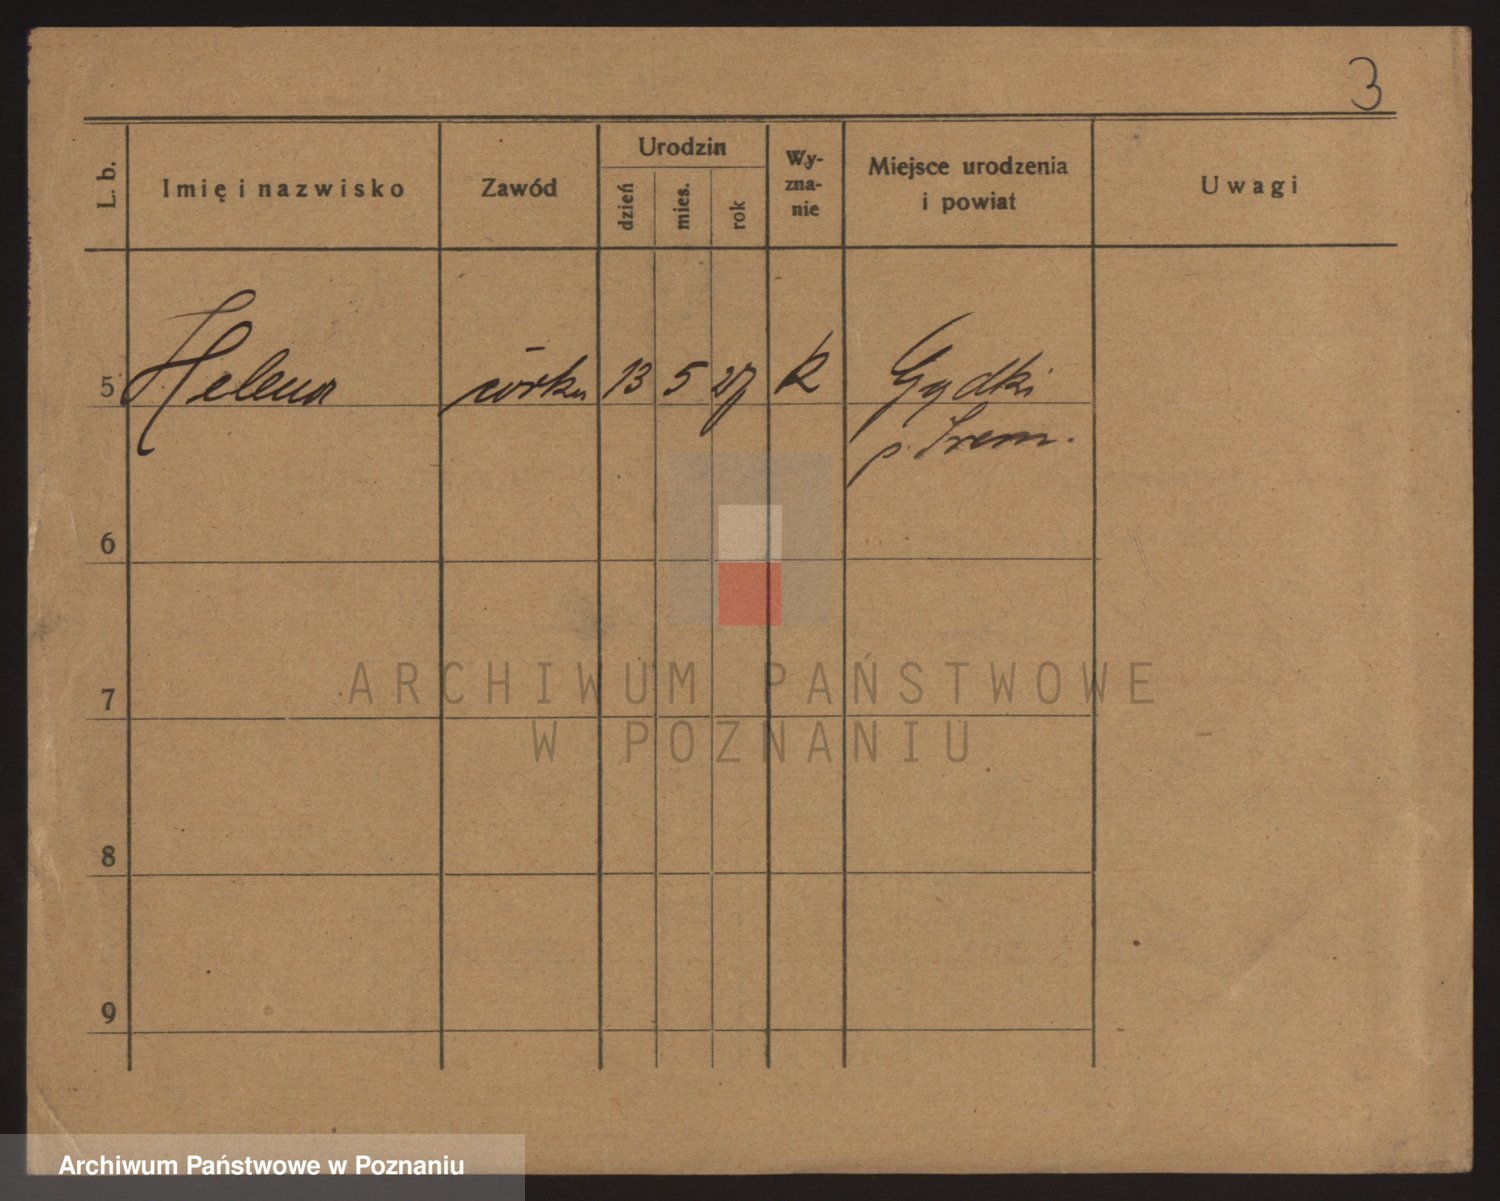 3
L. b.
Imię i nazwisko
Zawód
Urodzin
dzień
mies.
rok
Wy-
zna-
nie
Miejsce urodzenia
i powiat
Uwagi
5 Helena córka 13 5 27 k Gądki
p. Śrem.
6
7
8
9
ARCHIWUM PAŃSTWOWE
W POZNANIU
Archiwum Państwowe w Poznaniu